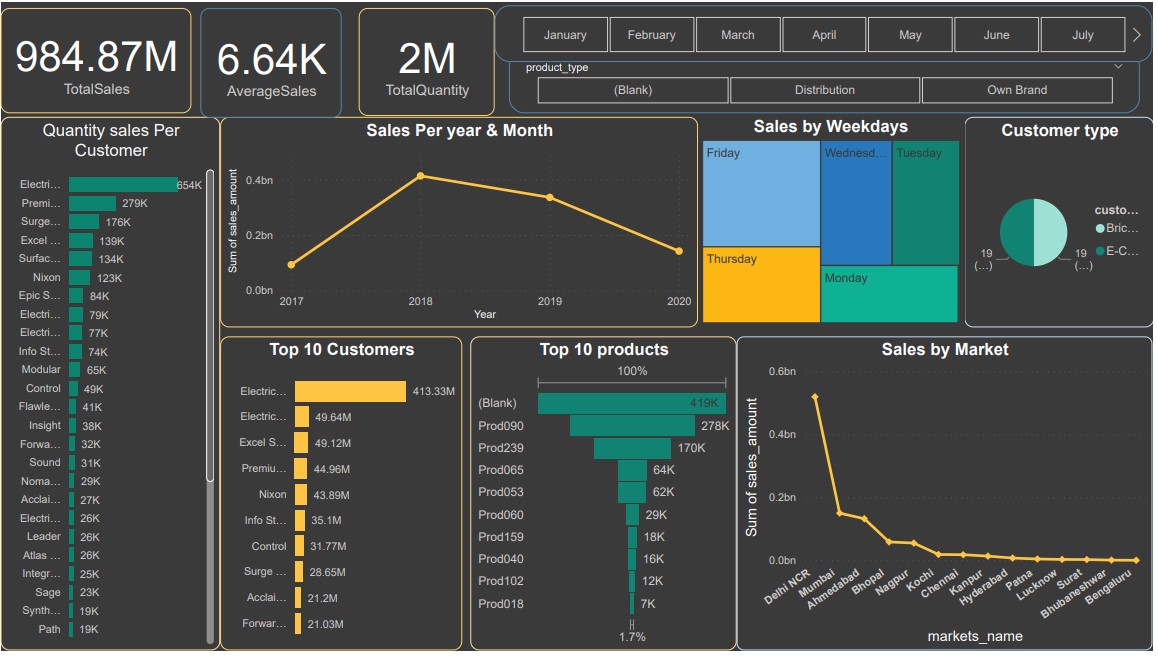 984.87M
TotalSales
6.64K
AverageSales
2M
TotalQuantity
January
February
March
April
May
June
July
product_type
(Blank)
Distribution
Own Brand
Quantity sales Per
Customer
Electri… 654K
Premi… 279K
Surge… 176K
Excel … 139K
Surfac… 134K
Nixon 123K
Epic S… 84K
Electri… 79K
Electri… 77K
Info St… 74K
Modular 65K
Control 49K
Flawle… 41K
Insight 38K
Forwa… 32K
Sound 31K
Noma… 29K
Acclai… 27K
Electri… 26K
Leader 26K
Atlas … 26K
Integr… 25K
Sage 23K
Synth… 19K
Path 19K
Sales Per year & Month
Sum of sales_amount
0.4bn
0.2bn
0.0bn
2017 2018 2019 2020
Year
Sales by Weekdays
Friday
Wednesd…
Tuesday
Thursday
Monday
Customer type
custo…
Bric…
E-C…
19
(…)
19
(…)
Top 10 Customers
Electric… 413.33M
Electric… 49.64M
Excel S… 49.12M
Premiu… 44.96M
Nixon 43.89M
Info St… 35.1M
Control 31.77M
Surge … 28.65M
Acclai… 21.2M
Forwar… 21.03M
Top 10 products
100%
(Blank) 419K
Prod090 278K
Prod239 170K
Prod065 64K
Prod053 62K
Prod060 29K
Prod159 18K
Prod040 16K
Prod102 12K
Prod018 7K
1.7%
Sales by Market
Sum of sales_amount
0.6bn
0.4bn
0.2bn
0.0bn
Delhi NCR
Mumbai
Ahmedabad
Bhopal
Nagpur
Kochi
Chennai
Kanpur
Hyderabad
Patna
Lucknow
Surat
Bhubaneshwar
Bengaluru
markets_name